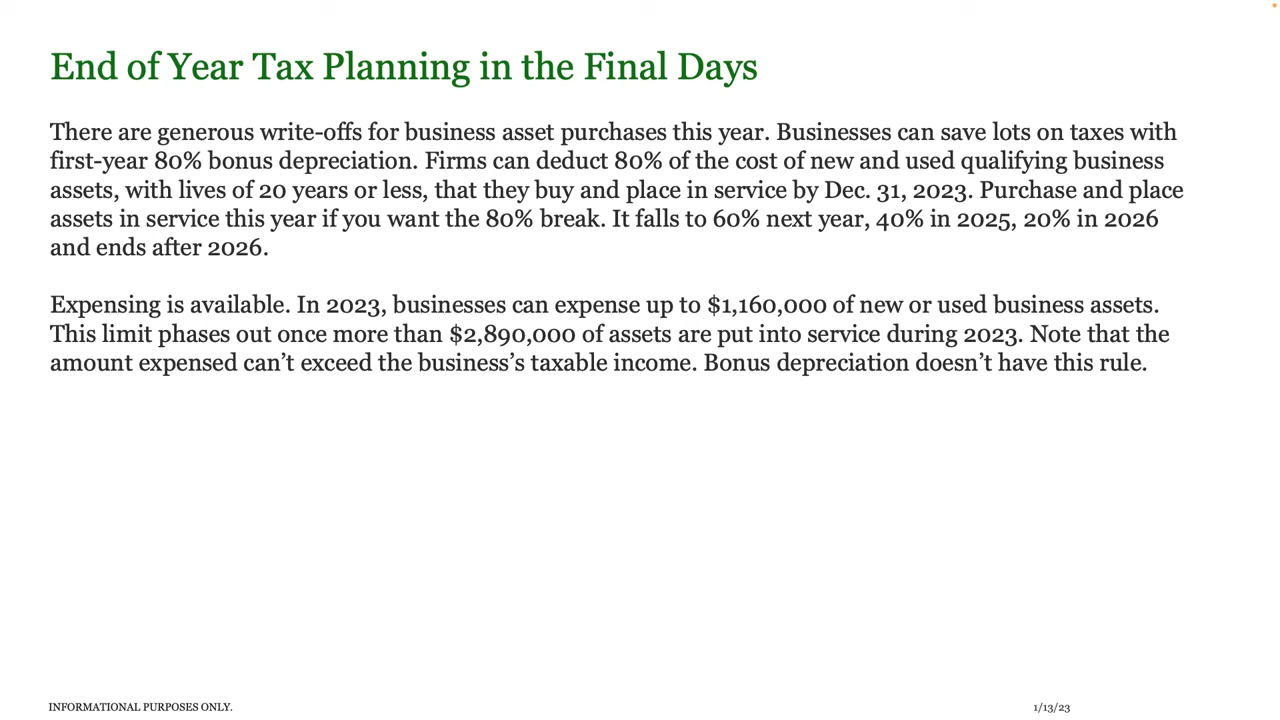 End of Year Tax Planning in the Final Days
There are generous write-offs for business asset purchases this year. Businesses can save lots on taxes with
first-year 80% bonus depreciation. Firms can deduct 80% of the cost of new and used qualifying business
assets, with lives of 20 years or less, that they buy and place in service by Dec. 31, 2023. Purchase and place
assets in service this year if you want the 80% break. It falls to 60% next year, 40% in 2025, 20% in 2026
and ends after 2026.
Expensing is available. In 2023, businesses can expense up to $1,160,000 of new or used business assets.
This limit phases out once more than $2,890,000 of assets are put into service during 2023. Note that the
amount expensed can’t exceed the business’s taxable income. Bonus depreciation doesn’t have this rule.
INFORMATIONAL PURPOSES ONLY.
1/13/23